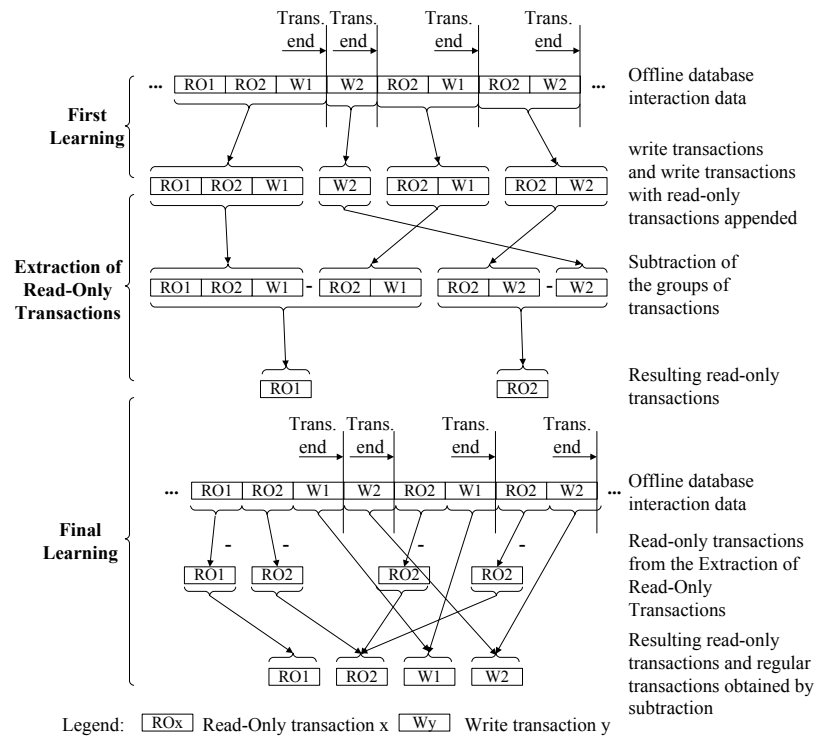 Trans. Trans. Trans. Trans.
end end end end
... RO1 RO2 W1 W2 RO2 W1 RO2 W2 ...
Offline database
interaction data
First
Learning
write transactions
and write transactions
with read-only
transactions appended
RO1 RO2 W1 W2 RO2 W1 RO2 W2
Extraction of
Read-Only
Transactions
Subtraction of
the groups of
transactions
RO1 RO2 W1 - RO2 W1 RO2 W2 - W2
Resulting read-only
transactions
RO1 RO2
Trans. Trans. Trans. Trans.
end end end end
... RO1 RO2 W1 W2 RO2 W1 RO2 W2 ...
Offline database
interaction data
Final
Learning
- - - -
RO1 RO2 RO2 RO2
Read-only transactions
from the Extraction of
Read-Only
Transactions
RO1 RO2 W1 W2
Resulting read-only
transactions and regular
transactions obtained by
subtraction
Legend: ROx Read-Only transaction x Wy Write transaction y